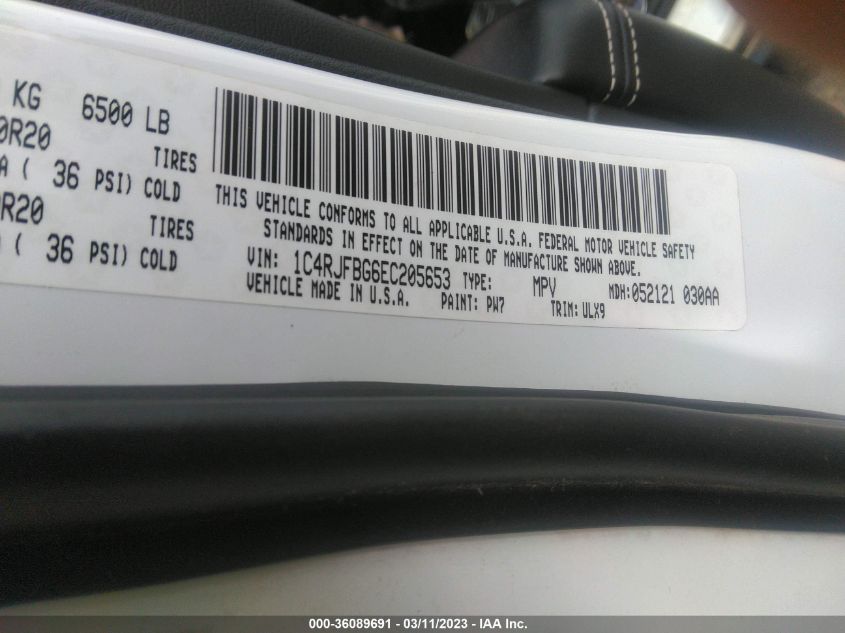 KG 6500 LB
0R20 TIRES
A ( 36 PSI) COLD
R20 TIRES
( 36 PSI) COLD
THIS VEHICLE CONFORMS TO ALL APPLICABLE U.S.A. FEDERAL MOTOR VEHICLE SAFETY
STANDARDS IN EFFECT ON THE DATE OF MANUFACTURE SHOWN ABOVE.
VIN: 1C4RJFBG6EC205653 TYPE: MPV MDH:052121 030AA
VEHICLE MADE IN U.S.A. PAINT: PW7 TRIM:ULX9
000-36089691 - 03/11/2023 - IAA Inc.